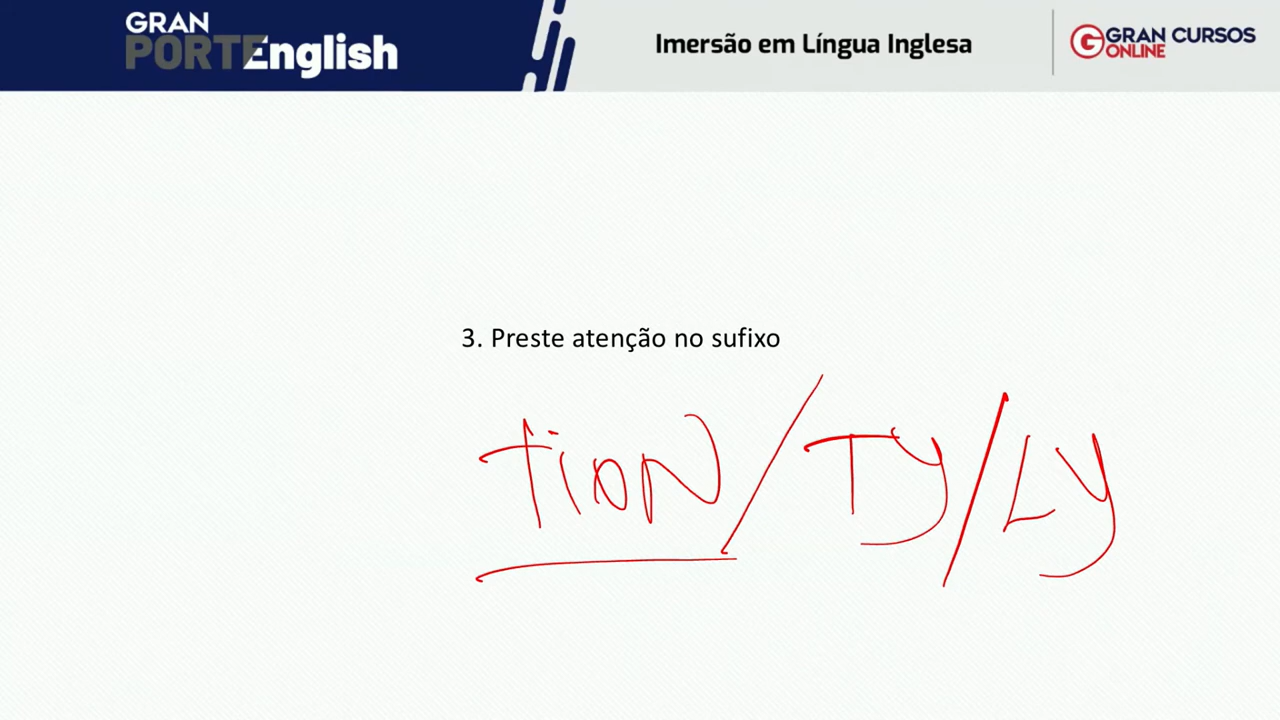 GRAN
PORTEnglish
Imersão em Língua Inglesa
GRAN CURSOS
ONLINE
3. Preste atenção no sufixo
tioN / TY / LY